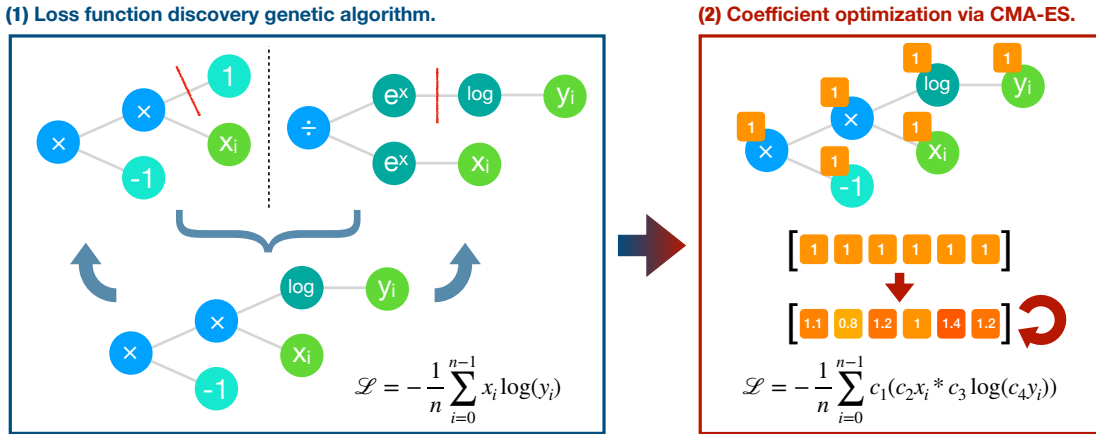 (1) Loss function discovery genetic algorithm.
× × 1 xᵢ -1
÷ eˣ log yᵢ eˣ xᵢ
× × log yᵢ xᵢ -1
ℒ = − 1/n ∑_{i=0}^{n−1} xᵢ log(yᵢ)
(2) Coefficient optimization via CMA-ES.
1 × 1 × 1 log 1 yᵢ 1 xᵢ 1 -1
[ 1 1 1 1 1 1 ]
[ 1.1 0.8 1.2 1 1.4 1.2 ]
ℒ = − 1/n ∑_{i=0}^{n−1} c₁(c₂xᵢ * c₃ log(c₄yᵢ))